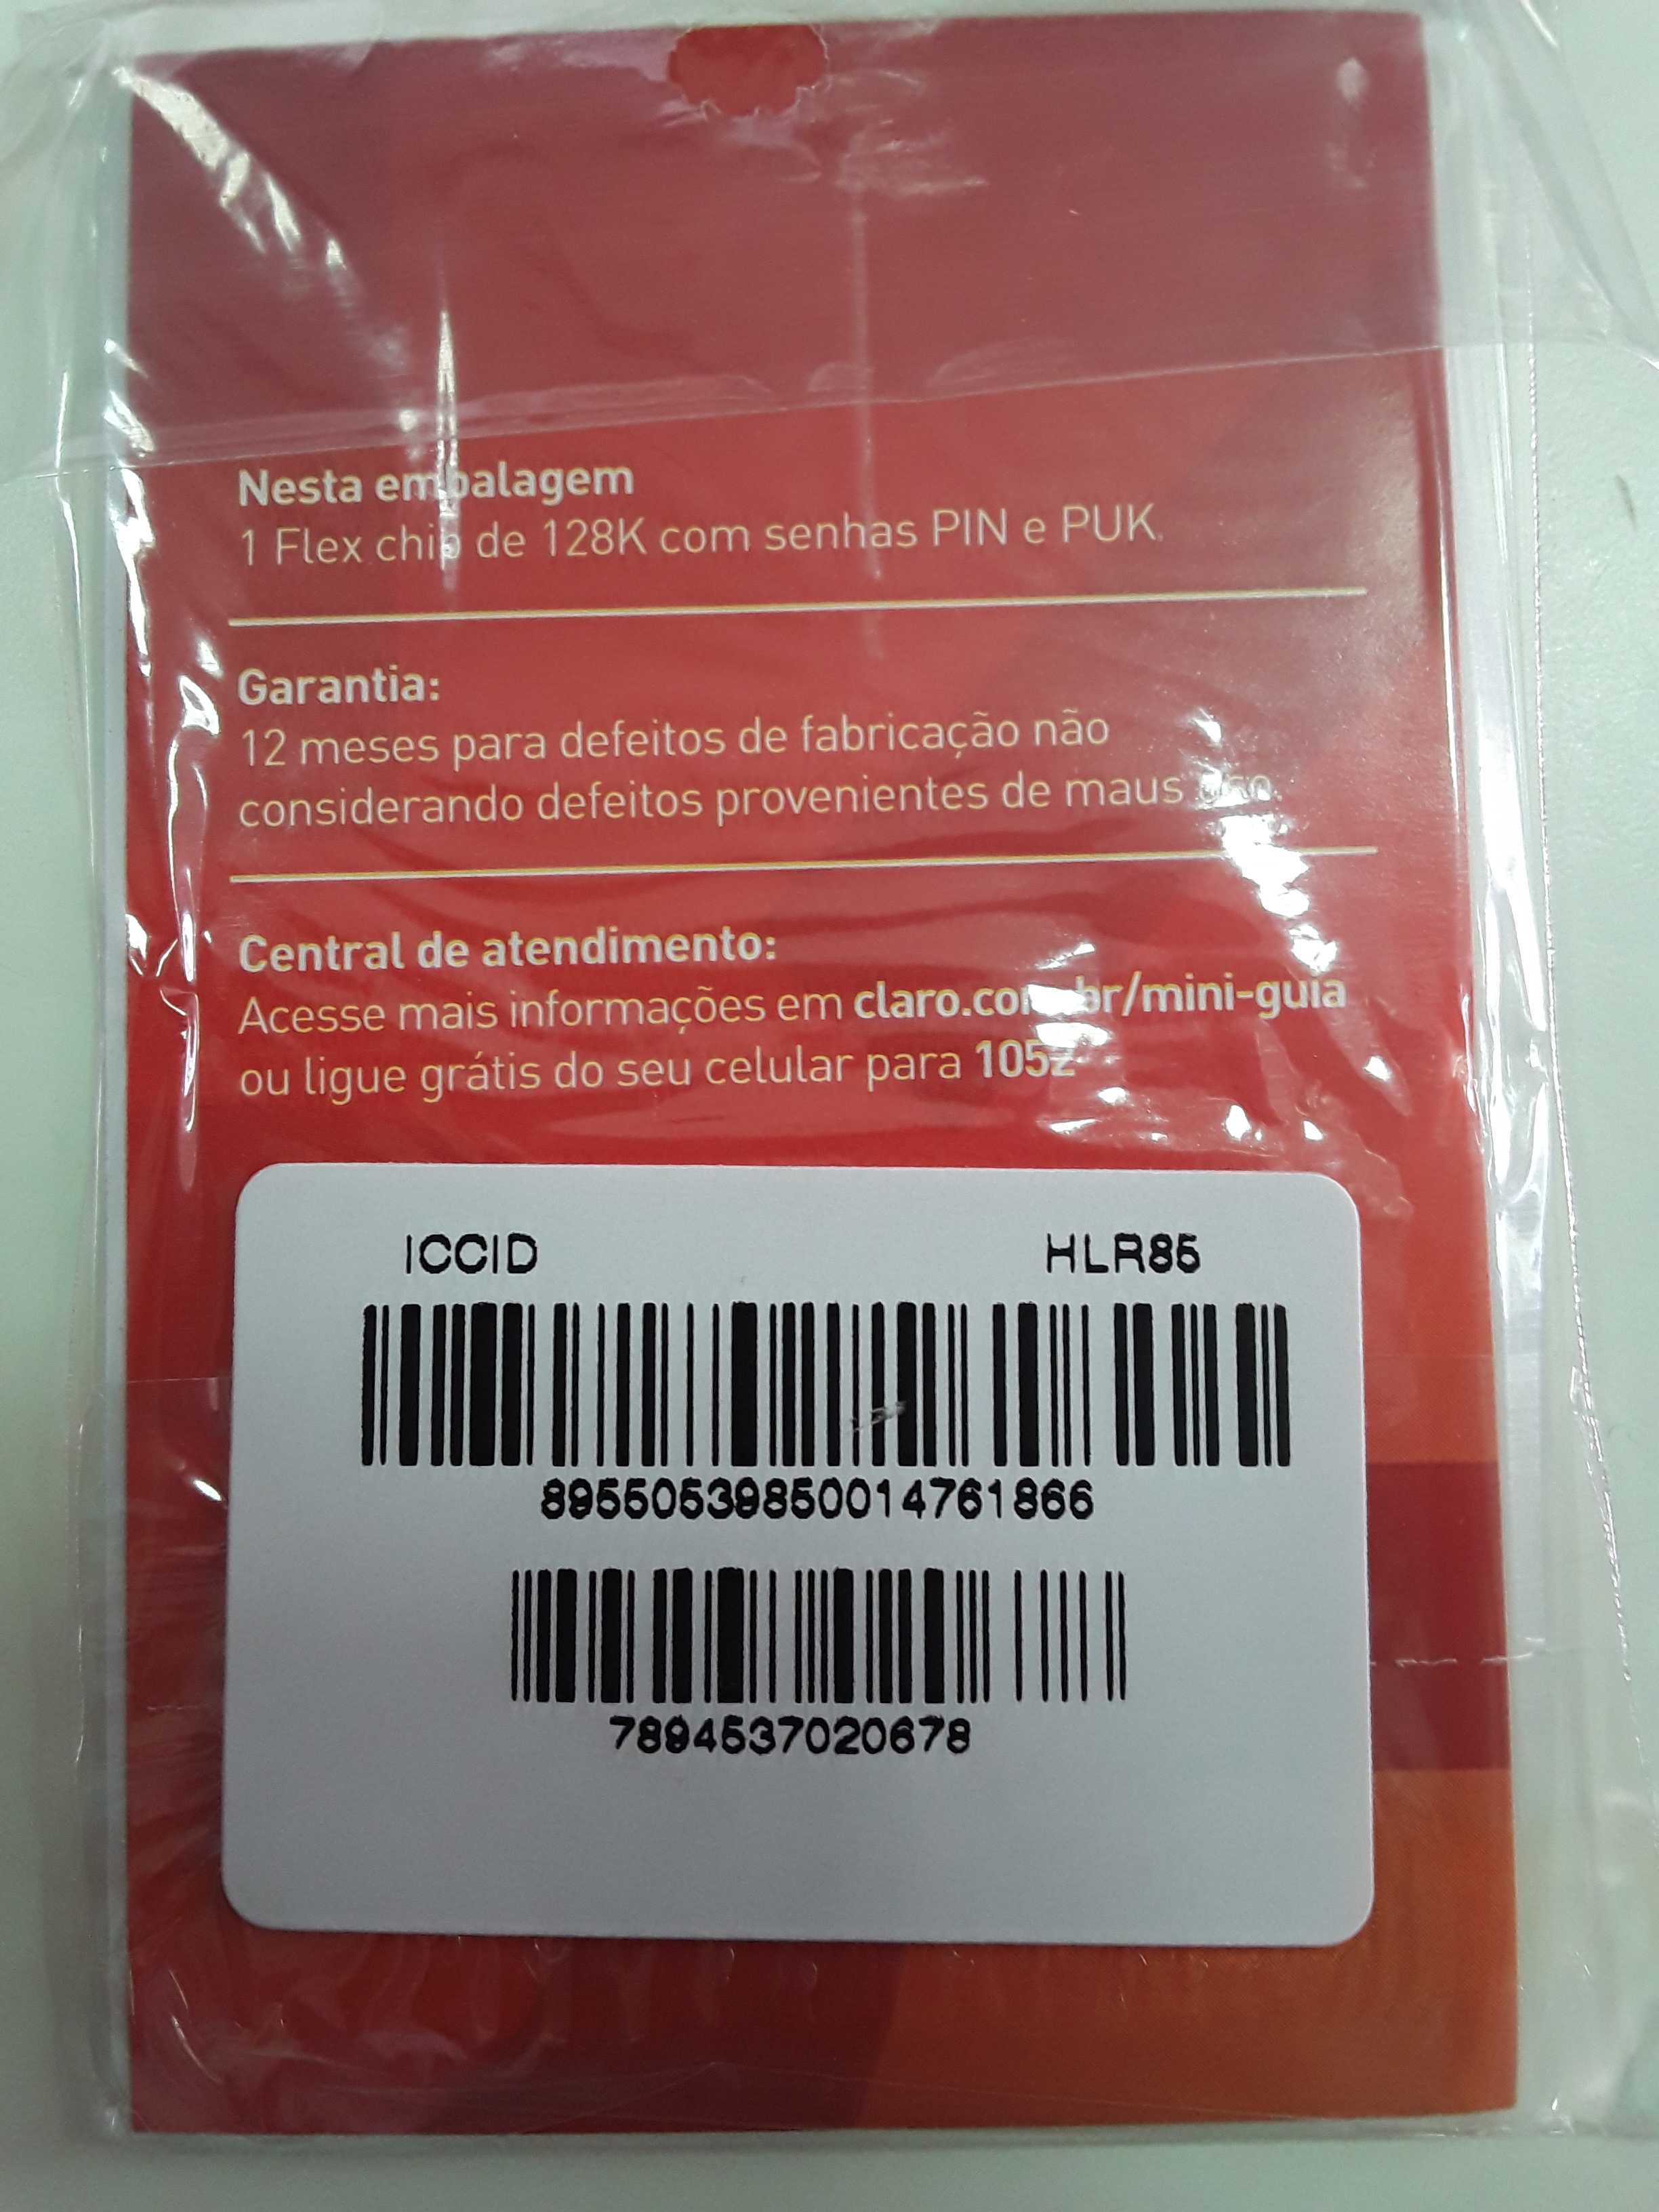 Nesta embalagem
1 Flex chip de 128K com senhas PIN e PUK.
Garantia:
12 meses para defeitos de fabricação não
considerando defeitos provenientes de maus uso.
Central de atendimento:
Acesse mais informações em claro.com.br/mini-guia
ou ligue grátis do seu celular para 1052
ICCID HLR85
89550539850014761866
7894537020678